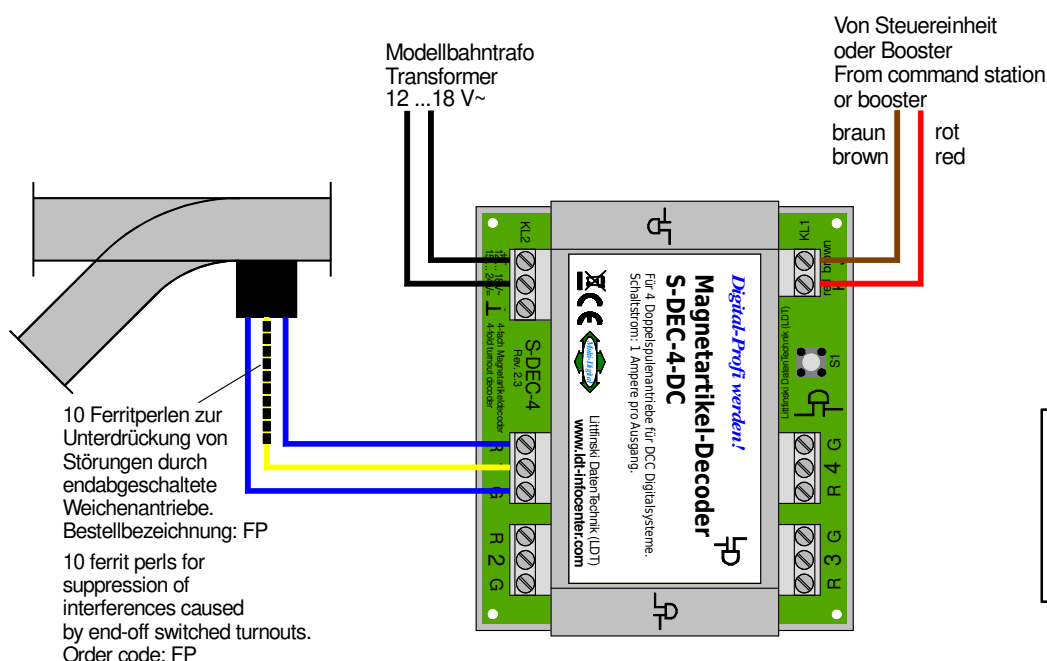 Modellbahntrafo
Transformer
12 ...18 V~
Von Steuereinheit
oder Booster
From command station
or booster
braun
brown
rot
red
10 Ferritperlen zur
Unterdrückung von
Störungen durch
endabgeschaltete
Weichenantriebe.
Bestellbezeichnung: FP
10 ferrit perls for
suppression of
interferences caused
by end-off switched turnouts.
Order code: FP
KL2
S-DEC-4
Rev. 2.3
4-fach Magnetartikeldecoder
4-fold turnout decoder
R
G
R 2 G
Digital-Profi werden!
Magnetartikel-Decoder
S-DEC-4-DC
Für 4 Doppelspulenantriebe für DCC Digitalsysteme.
Schaltstrom: 1 Ampere pro Ausgang.
CE
Multi-Digital
Littfinski DatenTechnik (LDT)
www.ldt-infocenter.com
KL1
red brown
S1
Littfinski DatenTechnik (LDT)
R 4 G
R 3 G